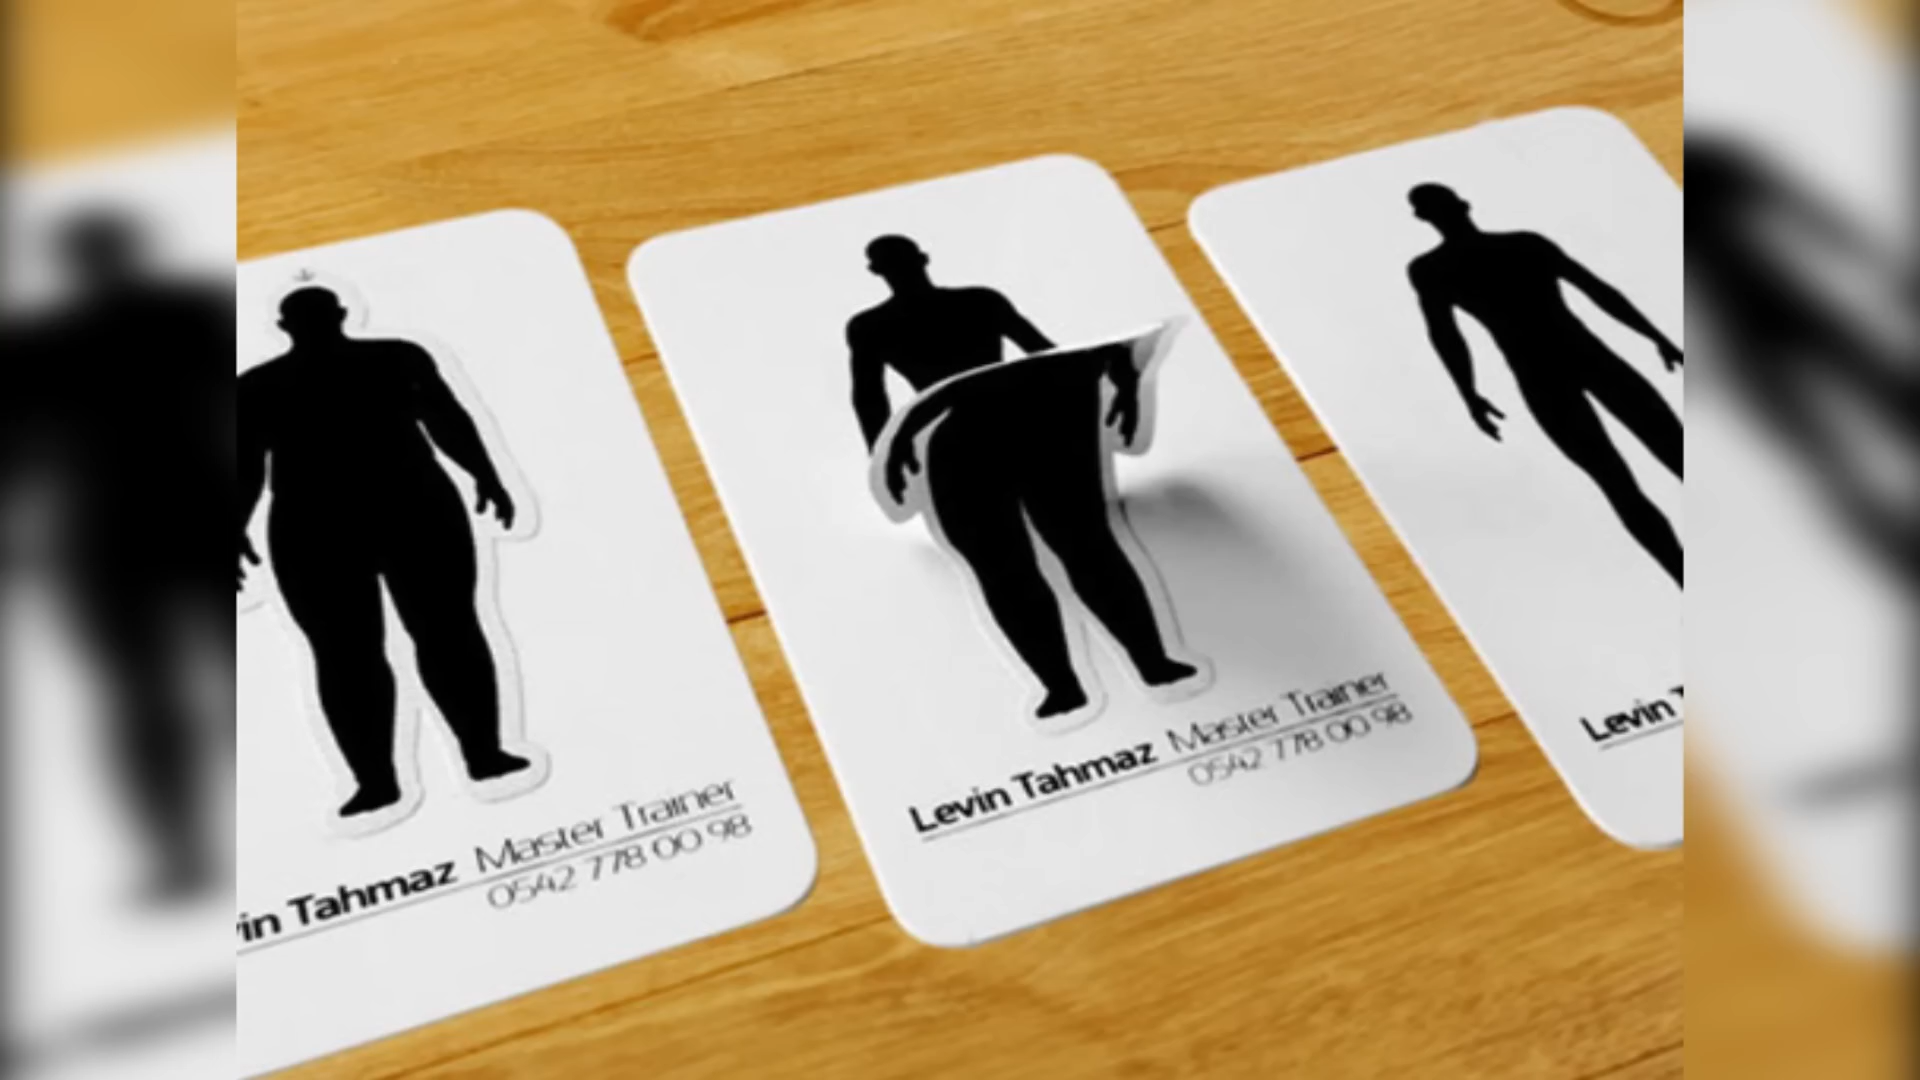 vin Tahmaz Master Trainer
0542 778 00 98
Levin Tahmaz Master Trainer
0542 778 00 98
Levin